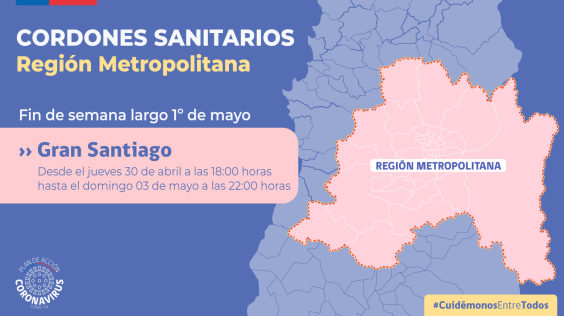 CORDONES SANITARIOS
Región Metropolitana
Fin de semana largo 1º de mayo
›› Gran Santiago
Desde el jueves 30 de abril a las 18:00 horas
hasta el domingo 03 de mayo a las 22:00 horas
REGIÓN METROPOLITANA
PLAN DE ACCIÓN
CORONAVIRUS
#CuidémonosEntreTodos